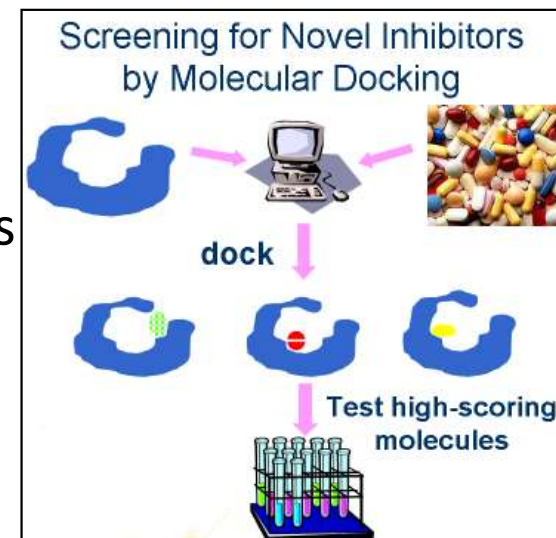 Screening for Novel Inhibitors
by Molecular Docking
s
dock
Test high-scoring
molecules